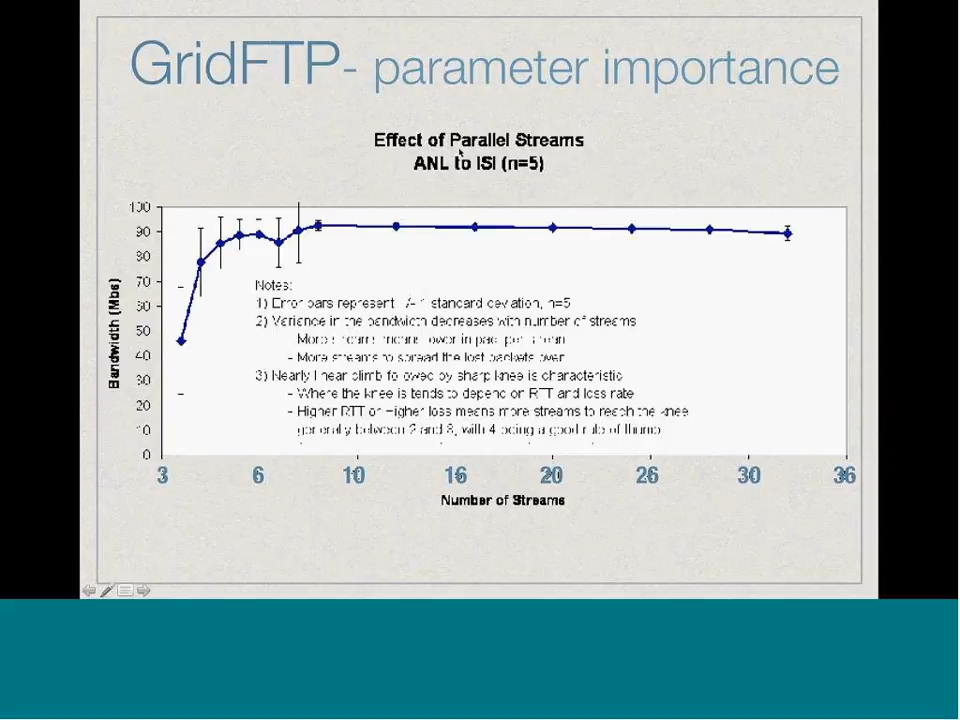 GridFTP- parameter importance
Effect of Parallel Streams
ANL to ISI (n=5)
100
90
80
70
60
50
40
30
20
10
0
Bandwidth (Mbs)
Notes:
1) Error bars represent +/- 1 standard deviation, n=5
2) Variance in the bandwidth decreases with number of streams
- More streams means lower impact per stream
- More streams to spread the lost packets over
3) Nearly linear climb followed by sharp knee is characteristic
- Where the knee is tends to depend on RTT and loss rate
- Higher RTT or Higher loss means more streams to reach the knee
generally between 2 and 8, with 4 being a good rule of thumb
3 6 10 16 20 26 30 36
Number of Streams